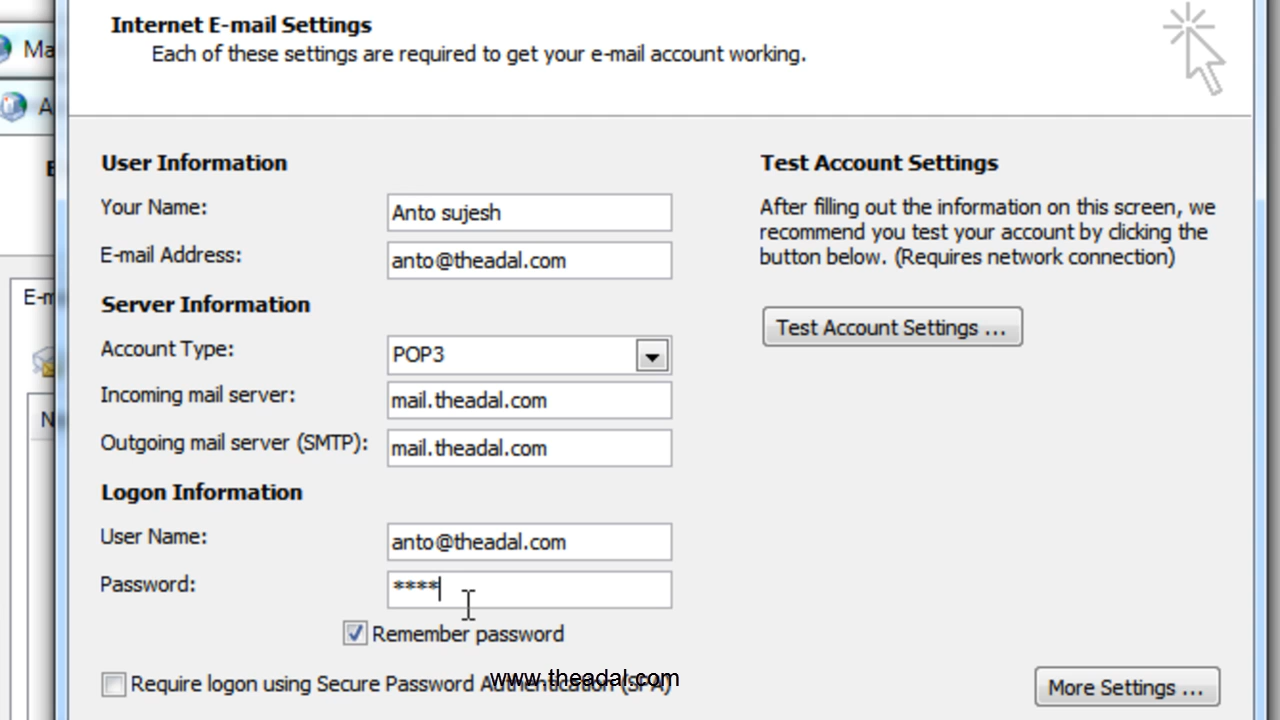 Internet E-mail Settings
Each of these settings are required to get your e-mail account working.
Ma
A
E
E-m
N
User Information
Your Name: Anto sujesh
E-mail Address: anto@theadal.com
Server Information
Account Type: POP3
Incoming mail server: mail.theadal.com
Outgoing mail server (SMTP): mail.theadal.com
Logon Information
User Name: anto@theadal.com
Password: ****
Remember password
Require logon using Secure Password Authentication (SPA)
www.theadal.com
Test Account Settings
After filling out the information on this screen, we
recommend you test your account by clicking the
button below. (Requires network connection)
Test Account Settings ...
More Settings ...